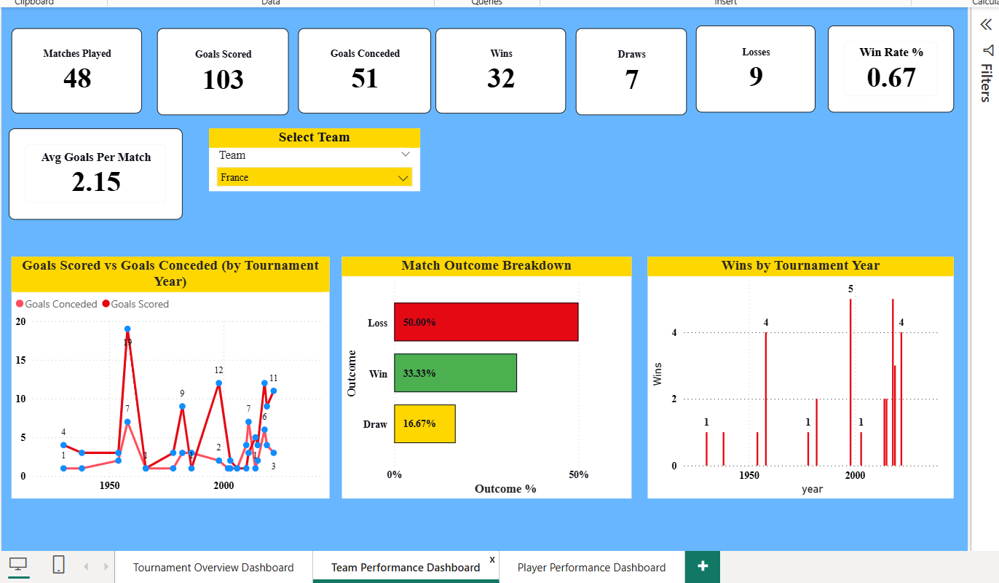 Clipboard
Data
Queries
Insert
Matches Played
48
Goals Scored
103
Goals Conceded
51
Wins
32
Draws
7
Losses
9
Win Rate %
0.67
Filters
Avg Goals Per Match
2.15
Select Team
Team
France
Goals Scored vs Goals Conceded (by Tournament
Year)
Goals Conceded Goals Scored
20
15
10
5
0
4
1
19
7
1
9
1
12
2
7
1
6
11
3
1950 2000
Match Outcome Breakdown
Outcome
Loss 50.00%
Win 33.33%
Draw 16.67%
0% 50%
Outcome %
Wins by Tournament Year
Wins
4
2
0
1
4
1
5
1
4
1950 2000
year
Tournament Overview Dashboard
Team Performance Dashboard x
Player Performance Dashboard
+